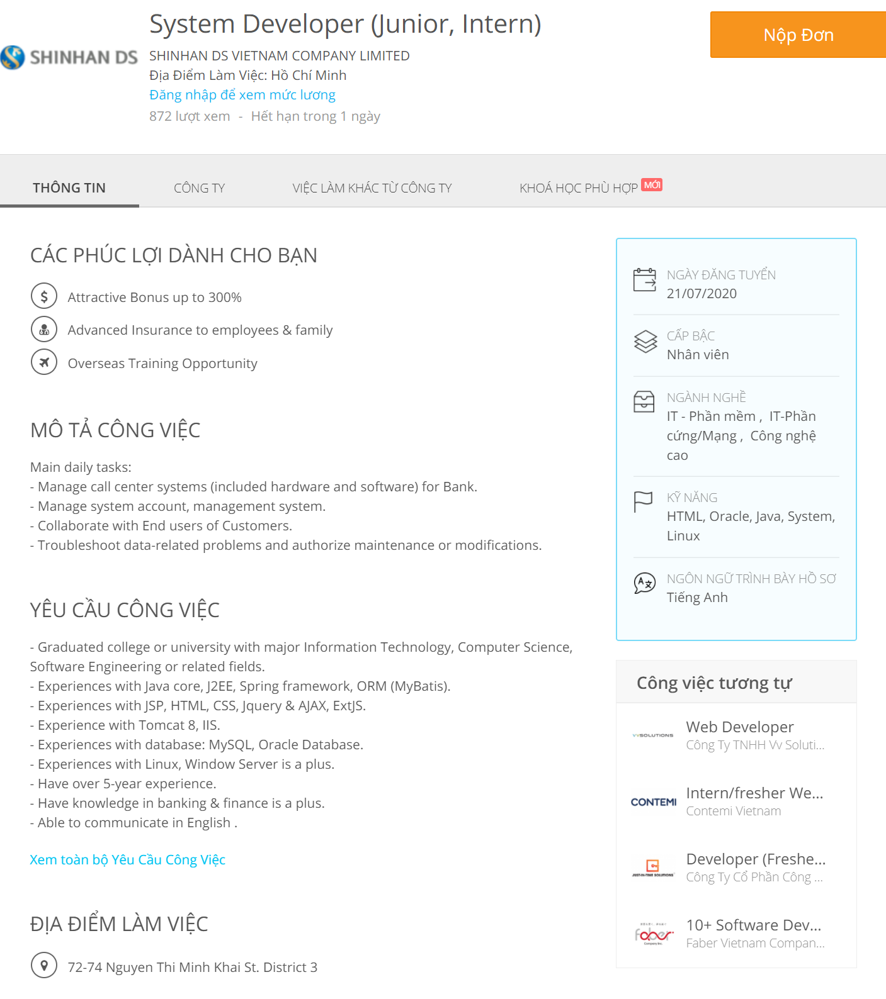 SHINHAN DS
System Developer (Junior, Intern)
SHINHAN DS VIETNAM COMPANY LIMITED
Địa Điểm Làm Việc: Hồ Chí Minh
Đăng nhập để xem mức lương
872 lượt xem - Hết hạn trong 1 ngày
Nộp Đơn
THÔNG TIN
CÔNG TY
VIỆC LÀM KHÁC TỪ CÔNG TY
KHOÁ HỌC PHÙ HỢP MỚI
CÁC PHÚC LỢI DÀNH CHO BẠN
Attractive Bonus up to 300%
Advanced Insurance to employees & family
Overseas Training Opportunity
MÔ TẢ CÔNG VIỆC
Main daily tasks:
- Manage call center systems (included hardware and software) for Bank.
- Manage system account, management system.
- Collaborate with End users of Customers.
- Troubleshoot data-related problems and authorize maintenance or modifications.
YÊU CẦU CÔNG VIỆC
- Graduated college or university with major Information Technology, Computer Science,
Software Engineering or related fields.
- Experiences with Java core, J2EE, Spring framework, ORM (MyBatis).
- Experiences with JSP, HTML, CSS, Jquery & AJAX, ExtJS.
- Experience with Tomcat 8, IIS.
- Experiences with database: MySQL, Oracle Database.
- Experiences with Linux, Window Server is a plus.
- Have over 5-year experience.
- Have knowledge in banking & finance is a plus.
- Able to communicate in English .
Xem toàn bộ Yêu Cầu Công Việc
ĐỊA ĐIỂM LÀM VIỆC
72-74 Nguyen Thi Minh Khai St. District 3
NGÀY ĐĂNG TUYỂN
21/07/2020
CẤP BẬC
Nhân viên
NGÀNH NGHỀ
IT - Phần mềm , IT-Phần
cứng/Mạng , Công nghệ
cao
KỸ NĂNG
HTML, Oracle, Java, System,
Linux
NGÔN NGỮ TRÌNH BÀY HỒ SƠ
Tiếng Anh
Công việc tương tự
VVSOLUTIONS
Web Developer
Công Ty TNHH Vv Soluti...
CONTEMI
Intern/fresher We...
Contemi Vietnam
JUST-IN-TIME SOLUTIONS
Developer (Freshe...
Công Ty Cổ Phần Công ...
faber
Company Inc.
10+ Software Dev...
Faber Vietnam Compan...